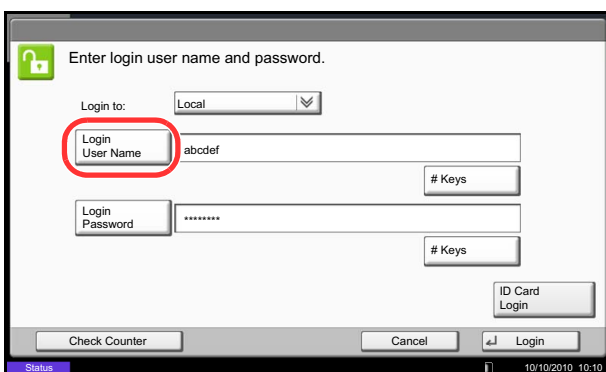 Enter login user name and password.
Login to:
Local
Login
User Name
abcdef
# Keys
Login
Password
********
# Keys
ID Card
Login
Check Counter
Cancel
Login
Status
10/10/2010 10:10